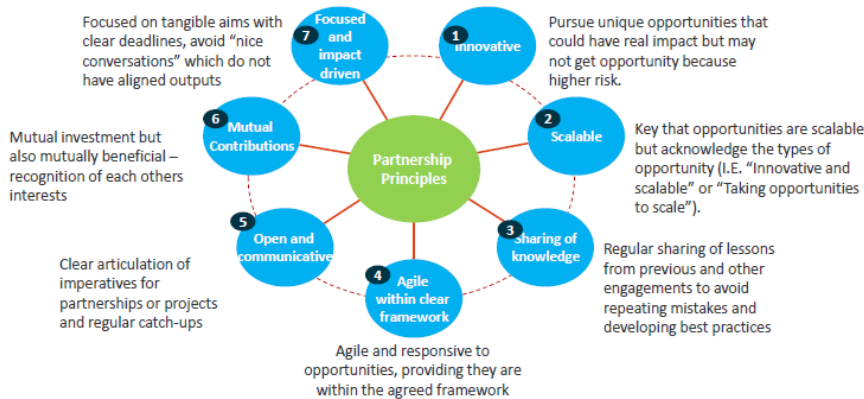 Partnership
Principles
1
Innovative
Pursue unique opportunities that
could have real impact but may
not get opportunity because
higher risk.
2
Scalable
Key that opportunities are scalable
but acknowledge the types of
opportunity (I.E. “Innovative and
scalable” or “Taking opportunities
to scale”).
3
Sharing of
knowledge
Regular sharing of lessons
from previous and other
engagements to avoid
repeating mistakes and
developing best practices
4
Agile
within clear
framework
Agile and responsive to
opportunities, providing they are
within the agreed framework
5
Open and
communicative
Clear articulation of
imperatives for
partnerships or projects
and regular catch-ups
6
Mutual
Contributions
Mutual investment but
also mutually beneficial –
recognition of each others
interests
7
Focused
and
impact
driven
Focused on tangible aims with
clear deadlines, avoid “nice
conversations” which do not
have aligned outputs